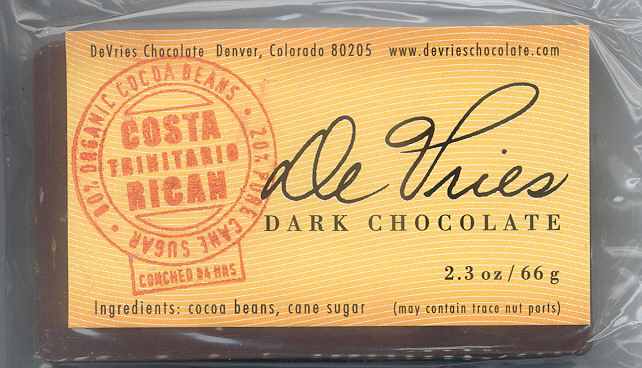 DeVries Chocolate Denver, Colorado 80205 www.devrieschocolate.com
80% ORGANIC COCOA BEANS • 20% PURE CANE SUGAR •
COSTA
TRINITARIO
RICAN
CONCHED 84 HRS
De Vries
DARK CHOCOLATE
2.3 oz / 66 g
Ingredients: cocoa beans, cane sugar (may contain trace nut parts)